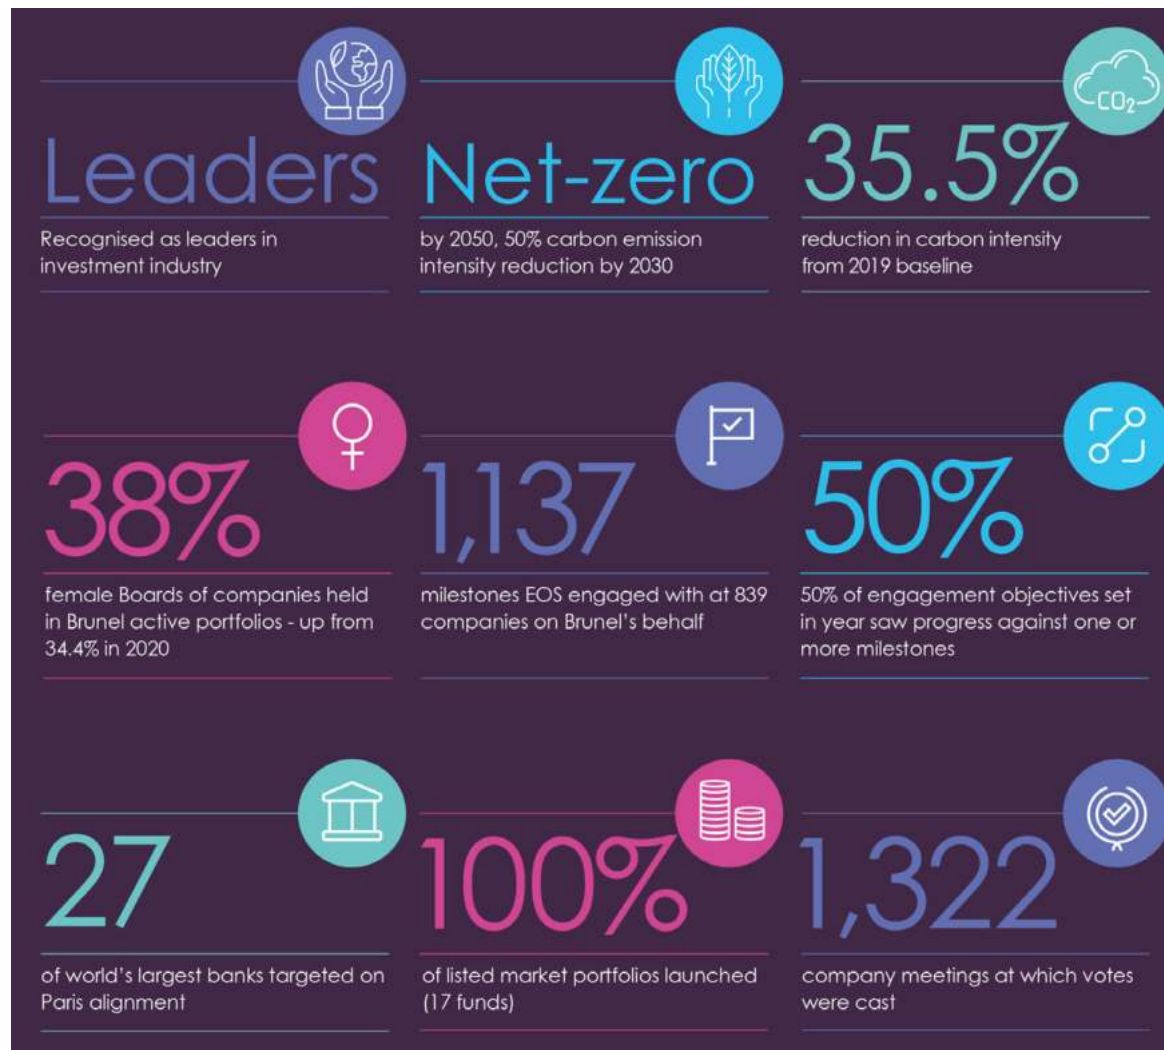 Leaders
Recognised as leaders in
investment industry
Net-zero
by 2050, 50% carbon emission
intensity reduction by 2030
CO2
35.5%
reduction in carbon intensity
from 2019 baseline
38%
female Boards of companies held
in Brunel active portfolios - up from
34.4% in 2020
1,137
milestones EOS engaged with at 839
companies on Brunel's behalf
50%
50% of engagement objectives set
in year saw progress against one or
more milestones
27
of world's largest banks targeted on
Paris alignment
100%
of listed market portfolios launched
(17 funds)
1,322
company meetings at which votes
were cast